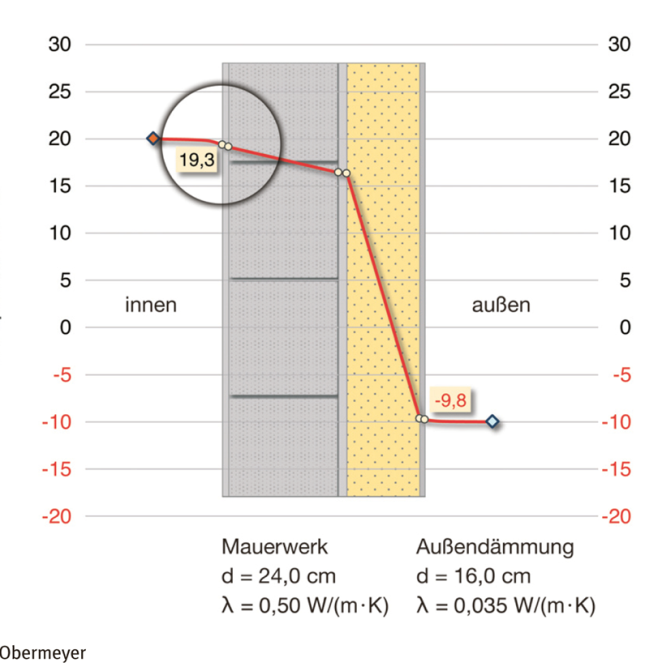 30 30
25 25
20 20
19,3
15 15
10 10
5 5
innen außen
0 0
-5 -5
-9,8
-10 -10
-15 -15
-20 -20
Mauerwerk Außendämmung
d = 24,0 cm d = 16,0 cm
λ = 0,50 W/(m·K) λ = 0,035 W/(m·K)
Obermeyer